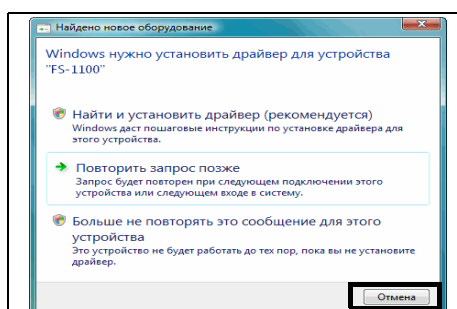 Найдено новое оборудование
Windows нужно установить драйвер для устройства
"FS-1100"
Найти и установить драйвер (рекомендуется)
Windows даст пошаговые инструкции по установке драйвера для
этого устройства.
Повторить запрос позже
Запрос будет повторен при следующем подключении этого
устройства или следующем входе в систему.
Больше не повторять это сообщение для этого
устройства
Это устройство не будет работать до тех пор, пока вы не установите
драйвер.
Отмена